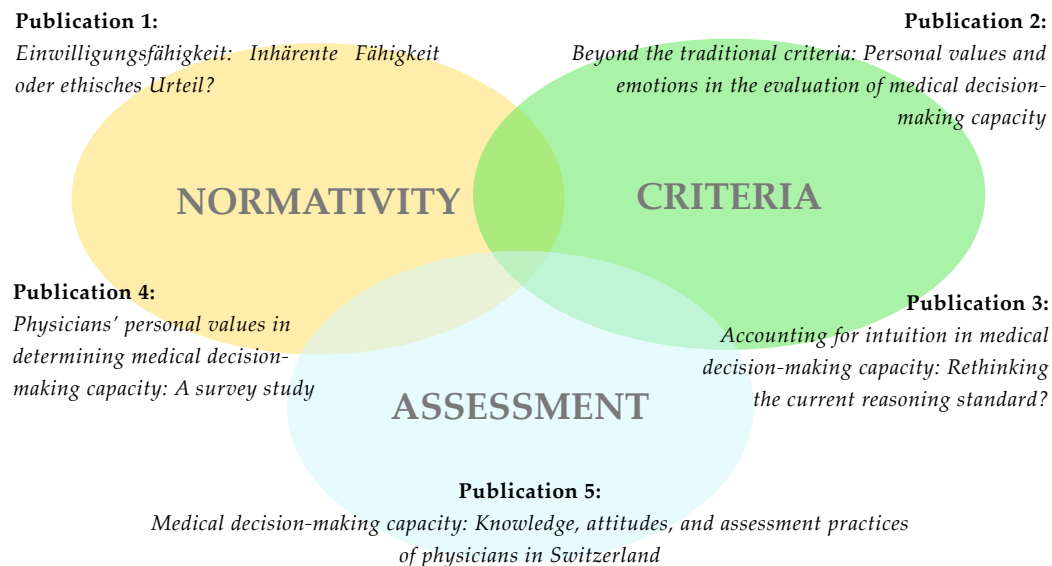 Publication 1:
Einwilligungsfähigkeit: Inhärente Fähigkeit
oder ethisches Urteil?
Publication 2:
Beyond the traditional criteria: Personal values and
emotions in the evaluation of medical decision-
making capacity
NORMATIVITY
CRITERIA
Publication 4:
Physicians' personal values in
determining medical decision-
making capacity: A survey study
Publication 3:
Accounting for intuition in medical
decision-making capacity: Rethinking
the current reasoning standard?
ASSESSMENT
Publication 5:
Medical decision-making capacity: Knowledge, attitudes, and assessment practices
of physicians in Switzerland